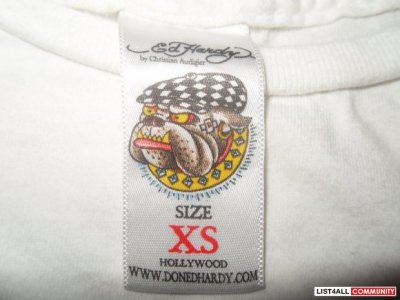 Ed Hardy
by Christian Audigier
SIZE
XS
HOLLYWOOD
WWW.DONEDHARDY.COM
LIST4ALL COMMUNITY